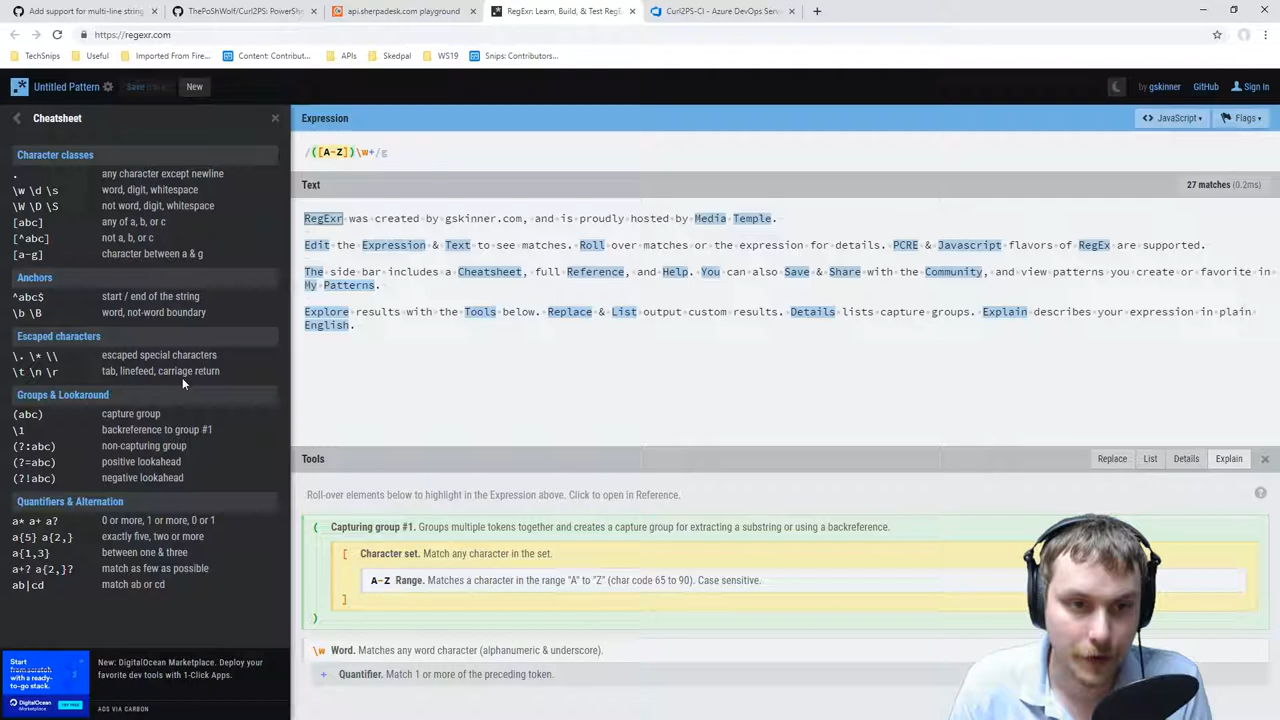 Add support for multi-line string
ThePoShWolf/Curl2PS: PowerShe
api.sherpadesk.com playground
RegExr: Learn, Build, & Test RegEx
Curl2PS-CI - Azure DevOps Serv
https://regexr.com
TechSnips
Useful
Imported From Fire...
Content: Contribut...
APIs
Skedpal
WS19
Snips: Contributors...
Untitled Pattern
Save
New
by gskinner
GitHub
Sign In
Cheatsheet
Character classes
. any character except newline
\w \d \s word, digit, whitespace
\W \D \S not word, digit, whitespace
[abc] any of a, b, or c
[^abc] not a, b, or c
[a-g] character between a & g
Anchors
^abc$ start / end of the string
\b \B word, not-word boundary
Escaped characters
\. \* \\ escaped special characters
\t \n \r tab, linefeed, carriage return
Groups & Lookaround
(abc) capture group
\1 backreference to group #1
(?:abc) non-capturing group
(?=abc) positive lookahead
(?!abc) negative lookahead
Quantifiers & Alternation
a* a+ a? 0 or more, 1 or more, 0 or 1
a{5} a{2,} exactly five, two or more
a{1,3} between one & three
a+? a{2,}? match as few as possible
ab|cd match ab or cd
Start
from scratch
with a ready-
to-go stack.
DigitalOcean
TRY FREE
New: DigitalOcean Marketplace. Deploy your
favorite dev tools with 1-Click Apps.
ADS VIA CARBON
Expression
<> JavaScript
Flags
/([A-Z])\w+/g
Text
27 matches (0.2ms)
RegExr was created by gskinner.com, and is proudly hosted by Media Temple.
Edit the Expression & Text to see matches. Roll over matches or the expression for details. PCRE & Javascript flavors of RegEx are supported.
The side bar includes a Cheatsheet, full Reference, and Help. You can also Save & Share with the Community, and view patterns you create or favorite in
My Patterns.
Explore results with the Tools below. Replace & List output custom results. Details lists capture groups. Explain describes your expression in plain
English.
Tools
Replace
List
Details
Explain
Roll-over elements below to highlight in the Expression above. Click to open in Reference.
( Capturing group #1. Groups multiple tokens together and creates a capture group for extracting a substring or using a backreference.
[ Character set. Match any character in the set.
A-Z Range. Matches a character in the range "A" to "Z" (char code 65 to 90). Case sensitive.
]
)
\w Word. Matches any word character (alphanumeric & underscore).
+ Quantifier. Match 1 or more of the preceding token.